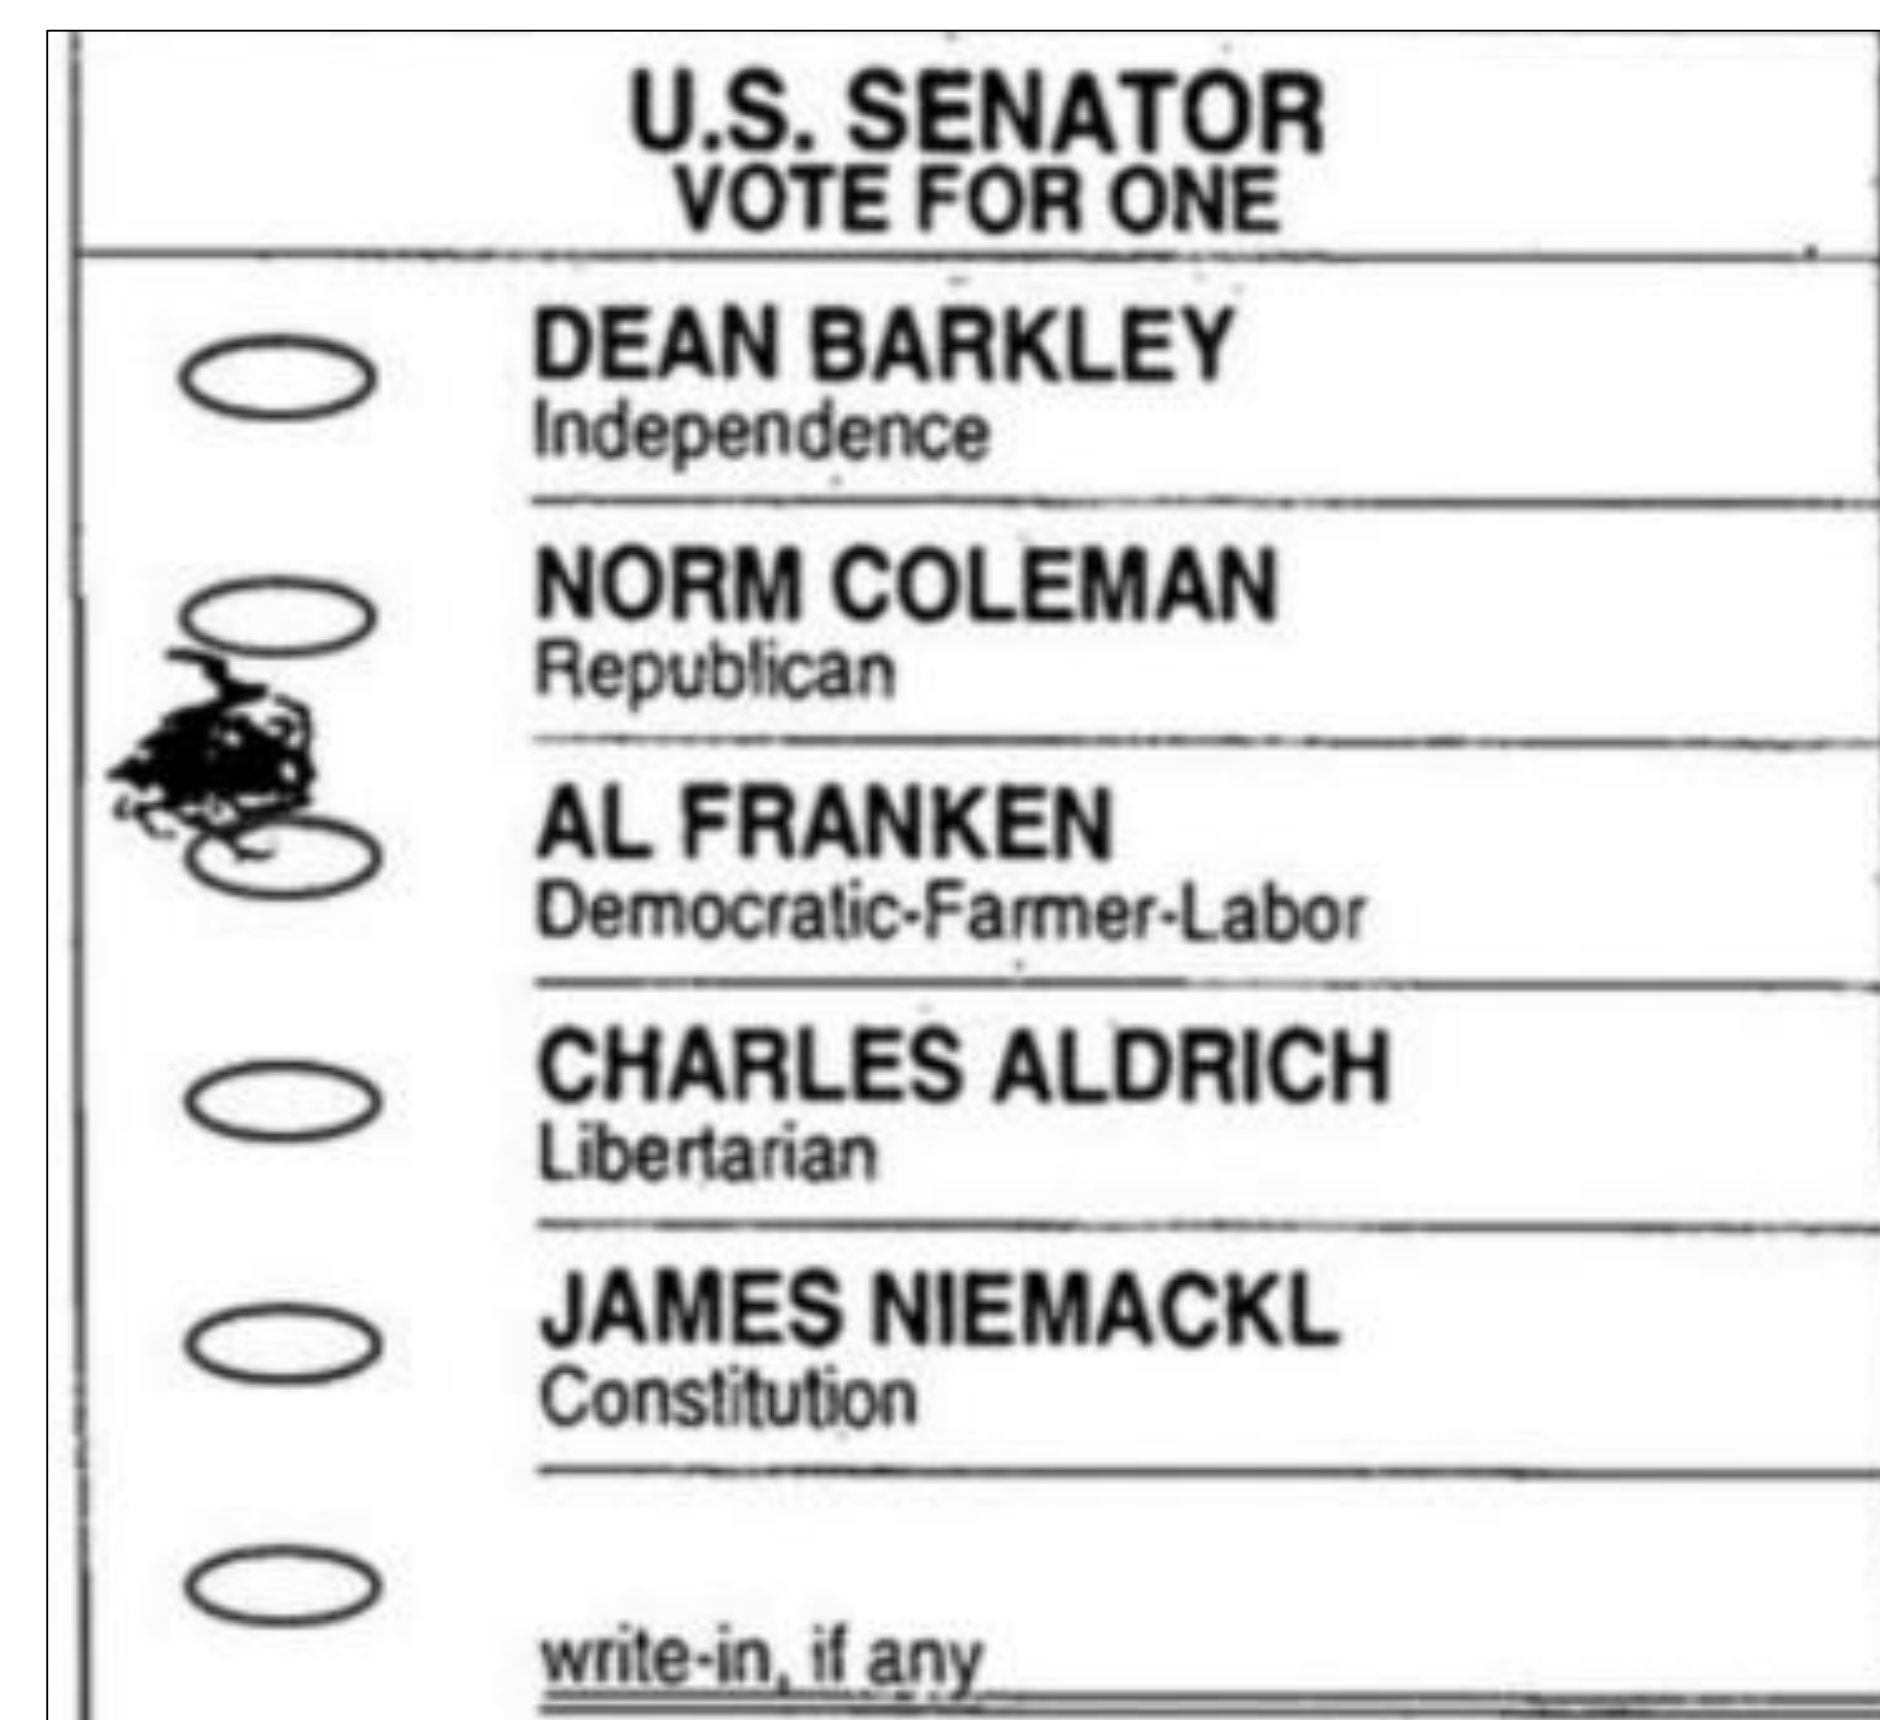 U.S. SENATOR
VOTE FOR ONE
DEAN BARKLEY
Independence
NORM COLEMAN
Republican
AL FRANKEN
Democratic-Farmer-Labor
CHARLES ALDRICH
Libertarian
JAMES NIEMACKL
Constitution
write-in, if any